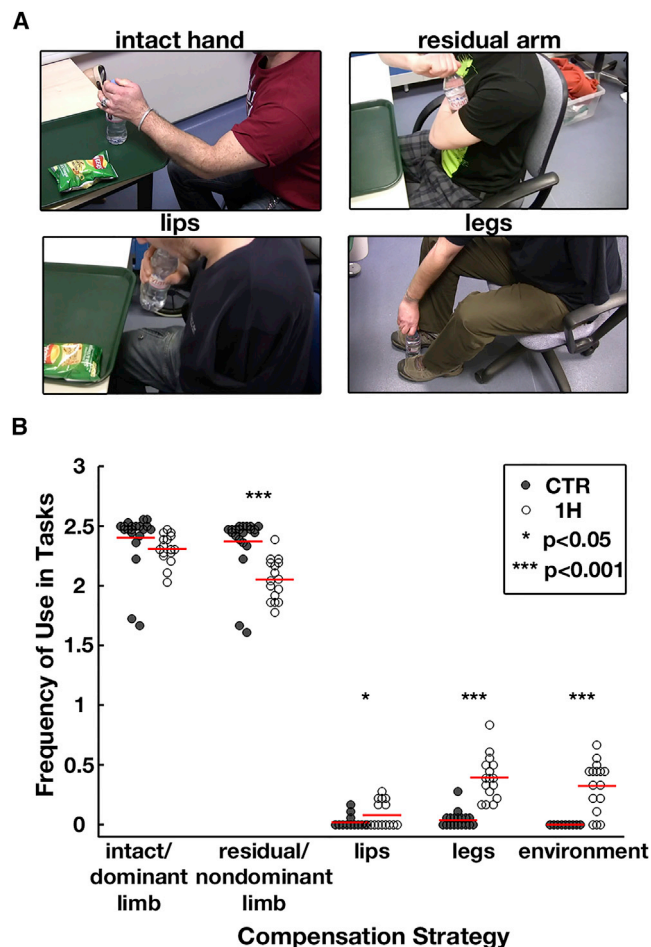 A
intact hand
residual arm
lips
legs
B
Frequency of Use in Tasks
3
2.5
2
1.5
1
0.5
0
***
*
***
***
CTR
1H
* p<0.05
*** p<0.001
intact/
dominant
limb
residual/
nondominant
limb
lips
legs
environment
Compensation Strategy